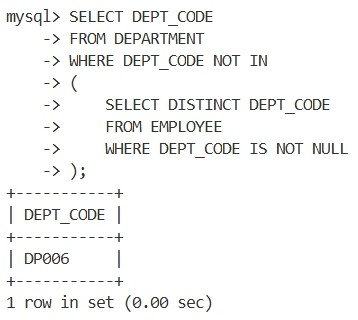 mysql> SELECT DEPT_CODE
    -> FROM DEPARTMENT
    -> WHERE DEPT_CODE NOT IN
    -> (
    ->     SELECT DISTINCT DEPT_CODE
    ->     FROM EMPLOYEE
    ->     WHERE DEPT_CODE IS NOT NULL
    -> );
+-----------+
| DEPT_CODE |
+-----------+
| DP006     |
+-----------+
1 row in set (0.00 sec)